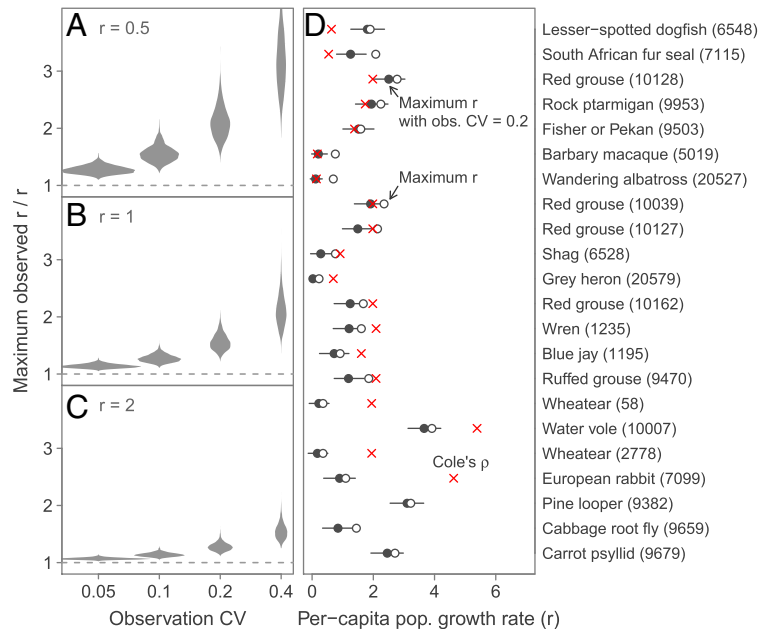 A
r = 0.5
3
2
1
B
r = 1
3
2
1
C
r = 2
3
2
1
Maximum observed r / r
0.05
0.1
0.2
0.4
Observation CV
D
Maximum r
with obs. CV = 0.2
Maximum r
Cole's ρ
0
2
4
6
Per−capita pop. growth rate (r)
Lesser−spotted dogfish (6548)
South African fur seal (7115)
Red grouse (10128)
Rock ptarmigan (9953)
Fisher or Pekan (9503)
Barbary macaque (5019)
Wandering albatross (20527)
Red grouse (10039)
Red grouse (10127)
Shag (6528)
Grey heron (20579)
Red grouse (10162)
Wren (1235)
Blue jay (1195)
Ruffed grouse (9470)
Wheatear (58)
Water vole (10007)
Wheatear (2778)
European rabbit (7099)
Pine looper (9382)
Cabbage root fly (9659)
Carrot psyllid (9679)